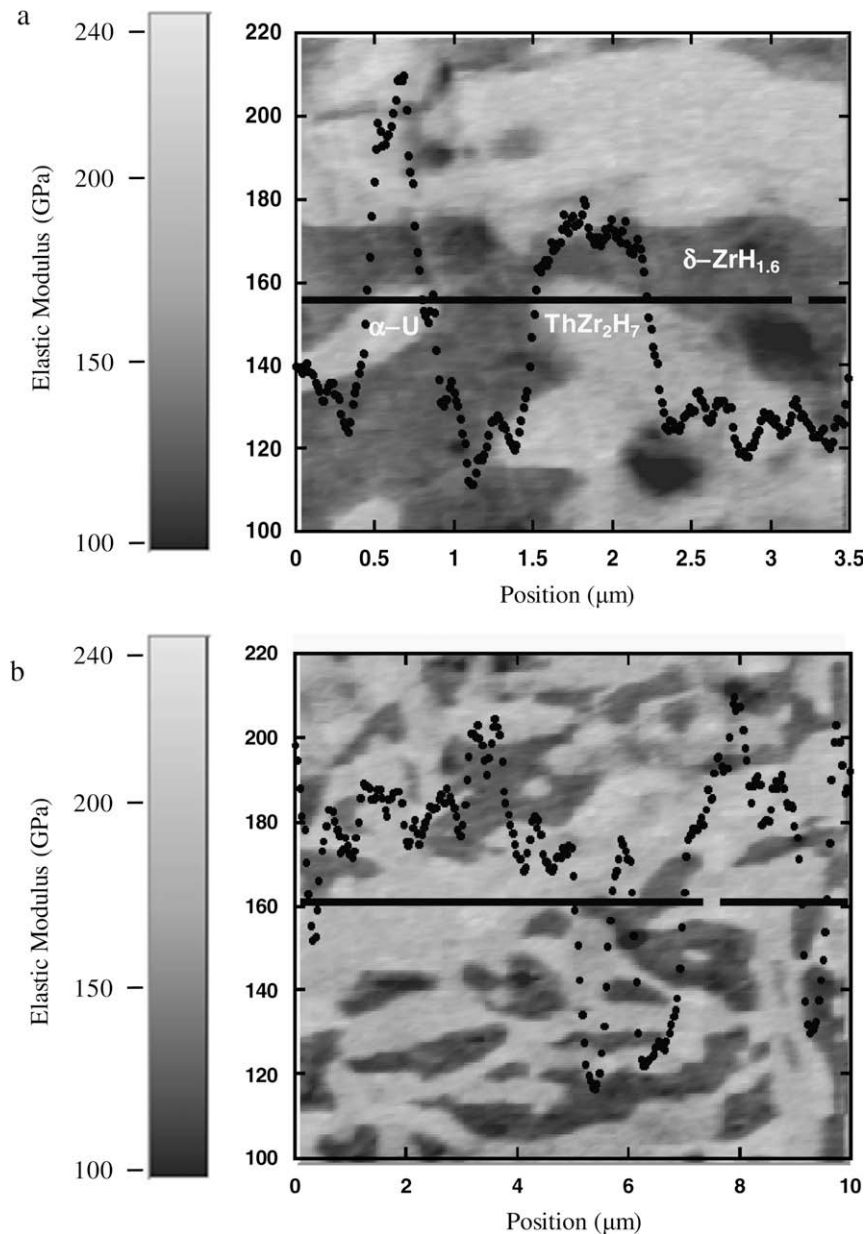 a
240
200
150
100
Elastic Modulus (GPa)
220
200
180
160
140
120
100
δ–ZrH1.6
α–U
ThZr2H7
0 0.5 1 1.5 2 2.5 3 3.5
Position (μm)
b
240
200
150
100
Elastic Modulus (GPa)
220
200
180
160
140
120
100
0 2 4 6 8 10
Position (μm)